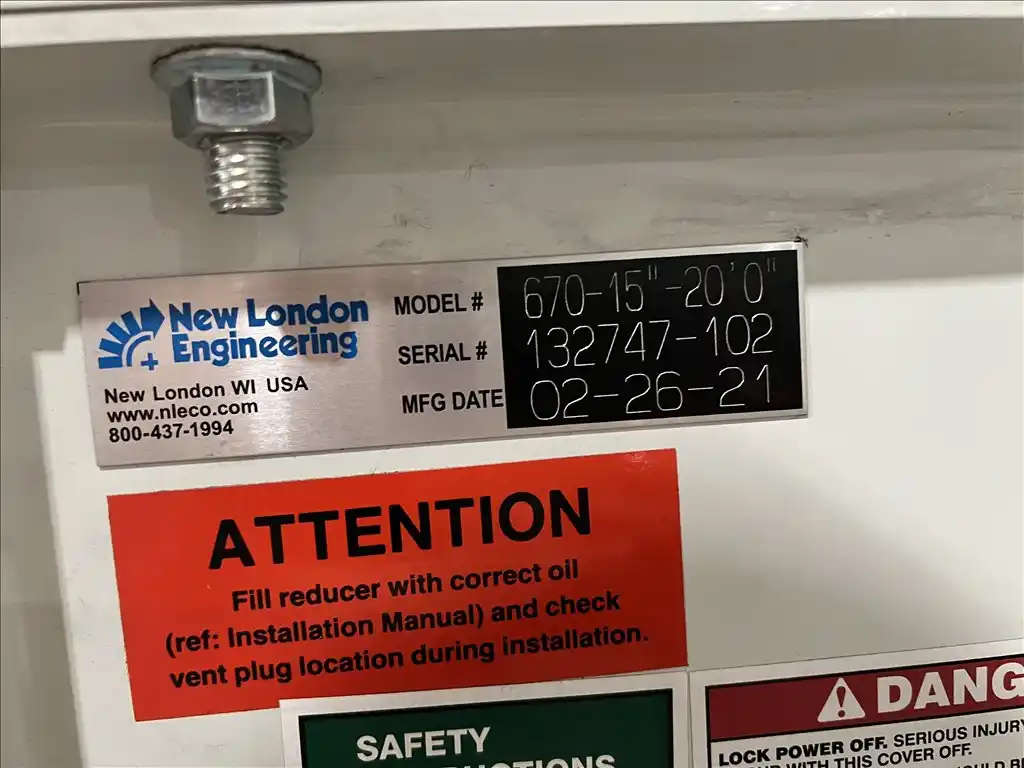 New London
Engineering
New London WI USA
www.nleco.com
800-437-1994
MODEL # 670-15"-20'0"
SERIAL # 132747-102
MFG DATE 02-26-21
ATTENTION
Fill reducer with correct oil
(ref: Installation Manual) and check
vent plug location during installation.
SAFETY
DANG
LOCK POWER OFF. SERIOUS INJURY
WITH THIS COVER OFF.